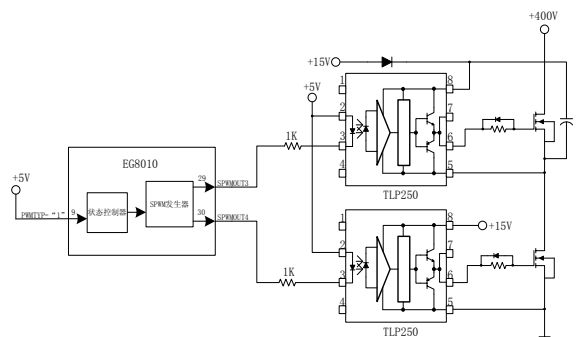 +400V
+15V
+5V
1
2
3
4
8
7
6
5
TLP250
1K
EG8010
+5V
PWMTYP-“1”
9
状态控制器
SPWM发生器
29
SPWMOUT3
30
SPWMOUT4
1K
1
2
3
4
8
7
6
5
+15V
TLP250